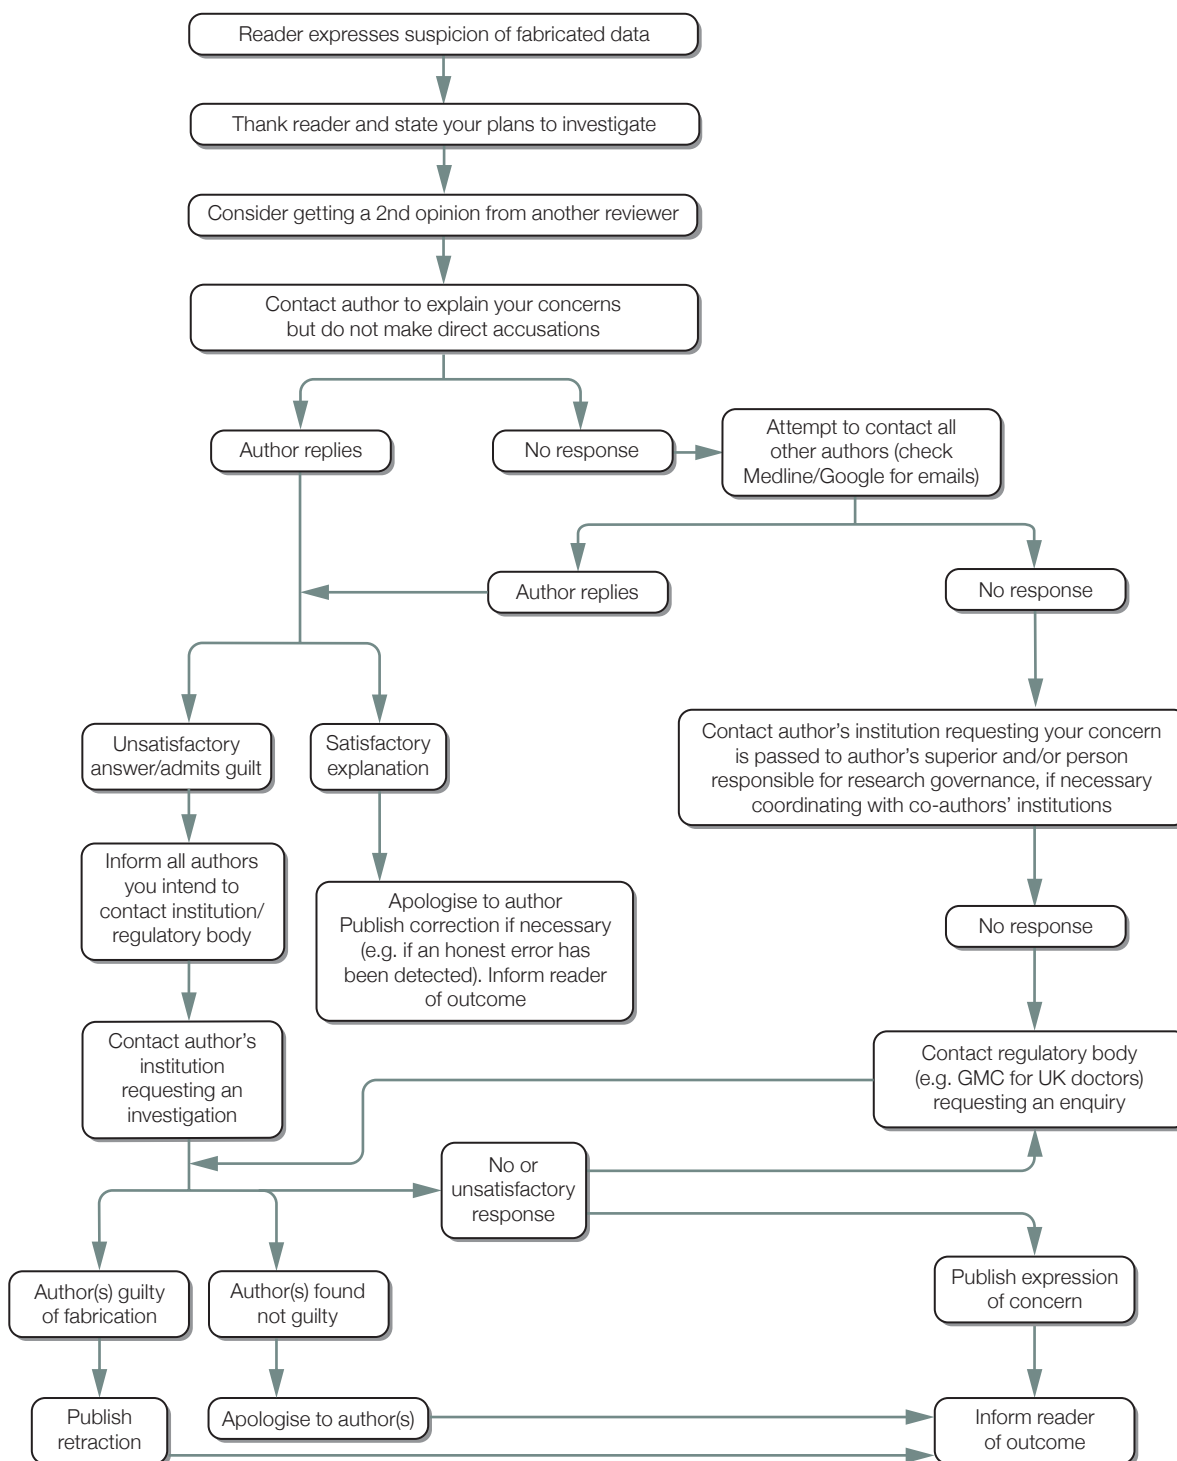 Reader expresses suspicion of fabricated data
Thank reader and state your plans to investigate
Consider getting a 2nd opinion from another reviewer
Contact author to explain your concerns
but do not make direct accusations
Author replies
No response
Attempt to contact all
other authors (check
Medline/Google for emails)
Author replies
No response
Unsatisfactory
answer/admits guilt
Satisfactory
explanation
Contact author’s institution requesting your concern
is passed to author’s superior and/or person
responsible for research governance, if necessary
coordinating with co-authors’ institutions
Inform all authors
you intend to
contact institution/
regulatory body
Apologise to author
Publish correction if necessary
(e.g. if an honest error has
been detected). Inform reader
of outcome
No response
Contact author’s
institution
requesting an
investigation
Contact regulatory body
(e.g. GMC for UK doctors)
requesting an enquiry
No or
unsatisfactory
response
Author(s) guilty
of fabrication
Author(s) found
not guilty
Publish expression
of concern
Publish
retraction
Apologise to author(s)
Inform reader
of outcome